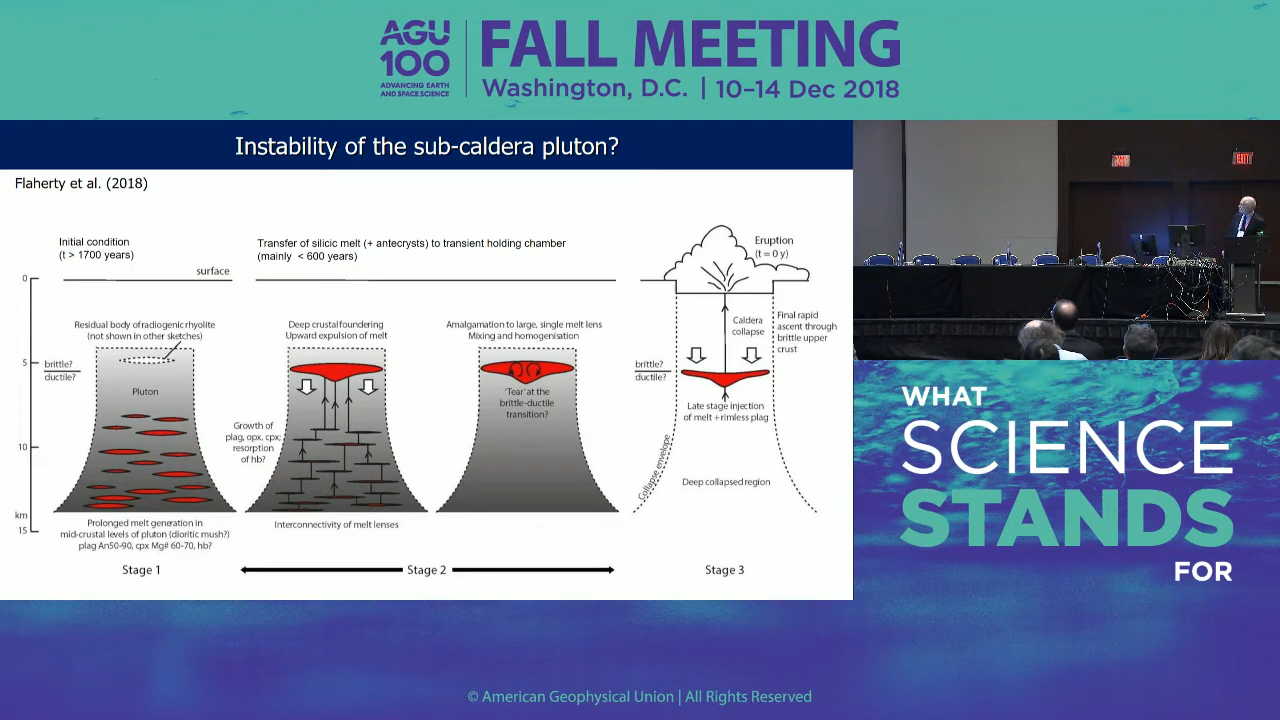 AGU
100
ADVANCING EARTH
AND SPACE SCIENCE
FALL MEETING
Washington, D.C. | 10–14 Dec 2018
Instability of the sub-caldera pluton?
Flaherty et al. (2018)
Initial condition
(t > 1700 years)
Transfer of silicic melt (+ antecrysts) to transient holding chamber
(mainly < 600 years)
Eruption
(t = 0 y)
surface
0
5
10
km
15
Residual body of radiogenic rhyolite
(not shown in other sketches)
brittle?
ductile?
Pluton
Prolonged melt generation in
mid-crustal levels of pluton (dioritic mush?)
plag An50-90, cpx Mg# 60-70, hb?
Stage 1
Deep crustal foundering
Upward expulsion of melt
Growth of
plag, opx, cpx;
resorption
of hb?
Interconnectivity of melt lenses
Amalgamation to large, single melt lens
Mixing and homogenisation
'Tear' at the
brittle-ductile
transition?
Stage 2
Caldera
collapse
Final rapid
ascent through
brittle upper
crust
brittle?
ductile?
Late stage injection
of melt + rimless plag
Collapse envelope
Deep collapsed region
Stage 3
EXIT
WHAT
SCIENCE
STANDS
FOR
© American Geophysical Union | All Rights Reserved